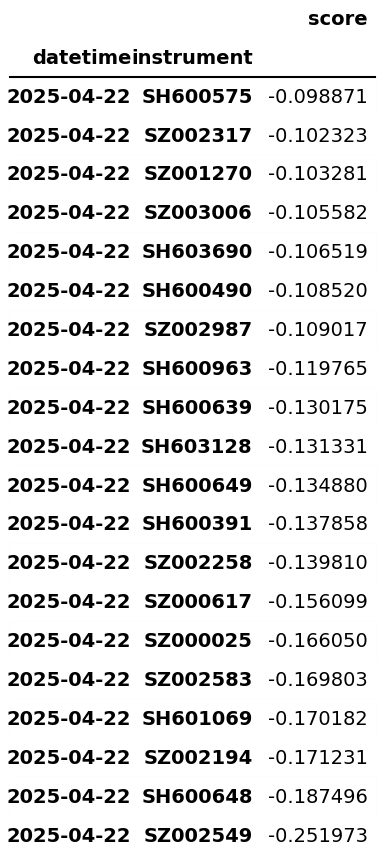 score
datetime instrument
2025-04-22 SH600575 -0.098871
2025-04-22 SZ002317 -0.102323
2025-04-22 SZ001270 -0.103281
2025-04-22 SZ003006 -0.105582
2025-04-22 SH603690 -0.106519
2025-04-22 SH600490 -0.108520
2025-04-22 SZ002987 -0.109017
2025-04-22 SH600963 -0.119765
2025-04-22 SH600639 -0.130175
2025-04-22 SH603128 -0.131331
2025-04-22 SH600649 -0.134880
2025-04-22 SH600391 -0.137858
2025-04-22 SZ002258 -0.139810
2025-04-22 SZ000617 -0.156099
2025-04-22 SZ000025 -0.166050
2025-04-22 SZ002583 -0.169803
2025-04-22 SH601069 -0.170182
2025-04-22 SZ002194 -0.171231
2025-04-22 SH600648 -0.187496
2025-04-22 SZ002549 -0.251973